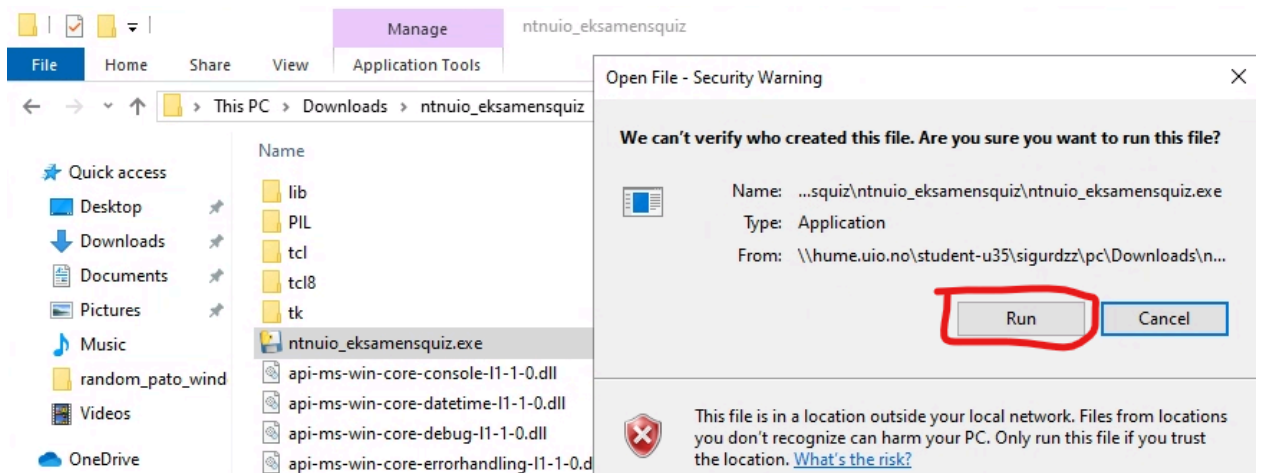 Manage
ntnuio_eksamensquiz
File Home Share View Application Tools
This PC > Downloads > ntnuio_eksamensquiz
Quick access
Desktop
Downloads
Documents
Pictures
Music
random_pato_wind
Videos
OneDrive
Name
lib
PIL
tcl
tcl8
tk
ntnuio_eksamensquiz.exe
api-ms-win-core-console-l1-1-0.dll
api-ms-win-core-datetime-l1-1-0.dll
api-ms-win-core-debug-l1-1-0.dll
api-ms-win-core-errorhandling-l1-1-0.d
Open File - Security Warning
We can't verify who created this file. Are you sure you want to run this file?
Name: ...squiz\ntnuio_eksamensquiz\ntnuio_eksamensquiz.exe
Type: Application
From: \\hume.uio.no\student-u35\sigurdzz\pc\Downloads\n...
Run Cancel
This file is in a location outside your local network. Files from locations
you don't recognize can harm your PC. Only run this file if you trust
the location. What's the risk?